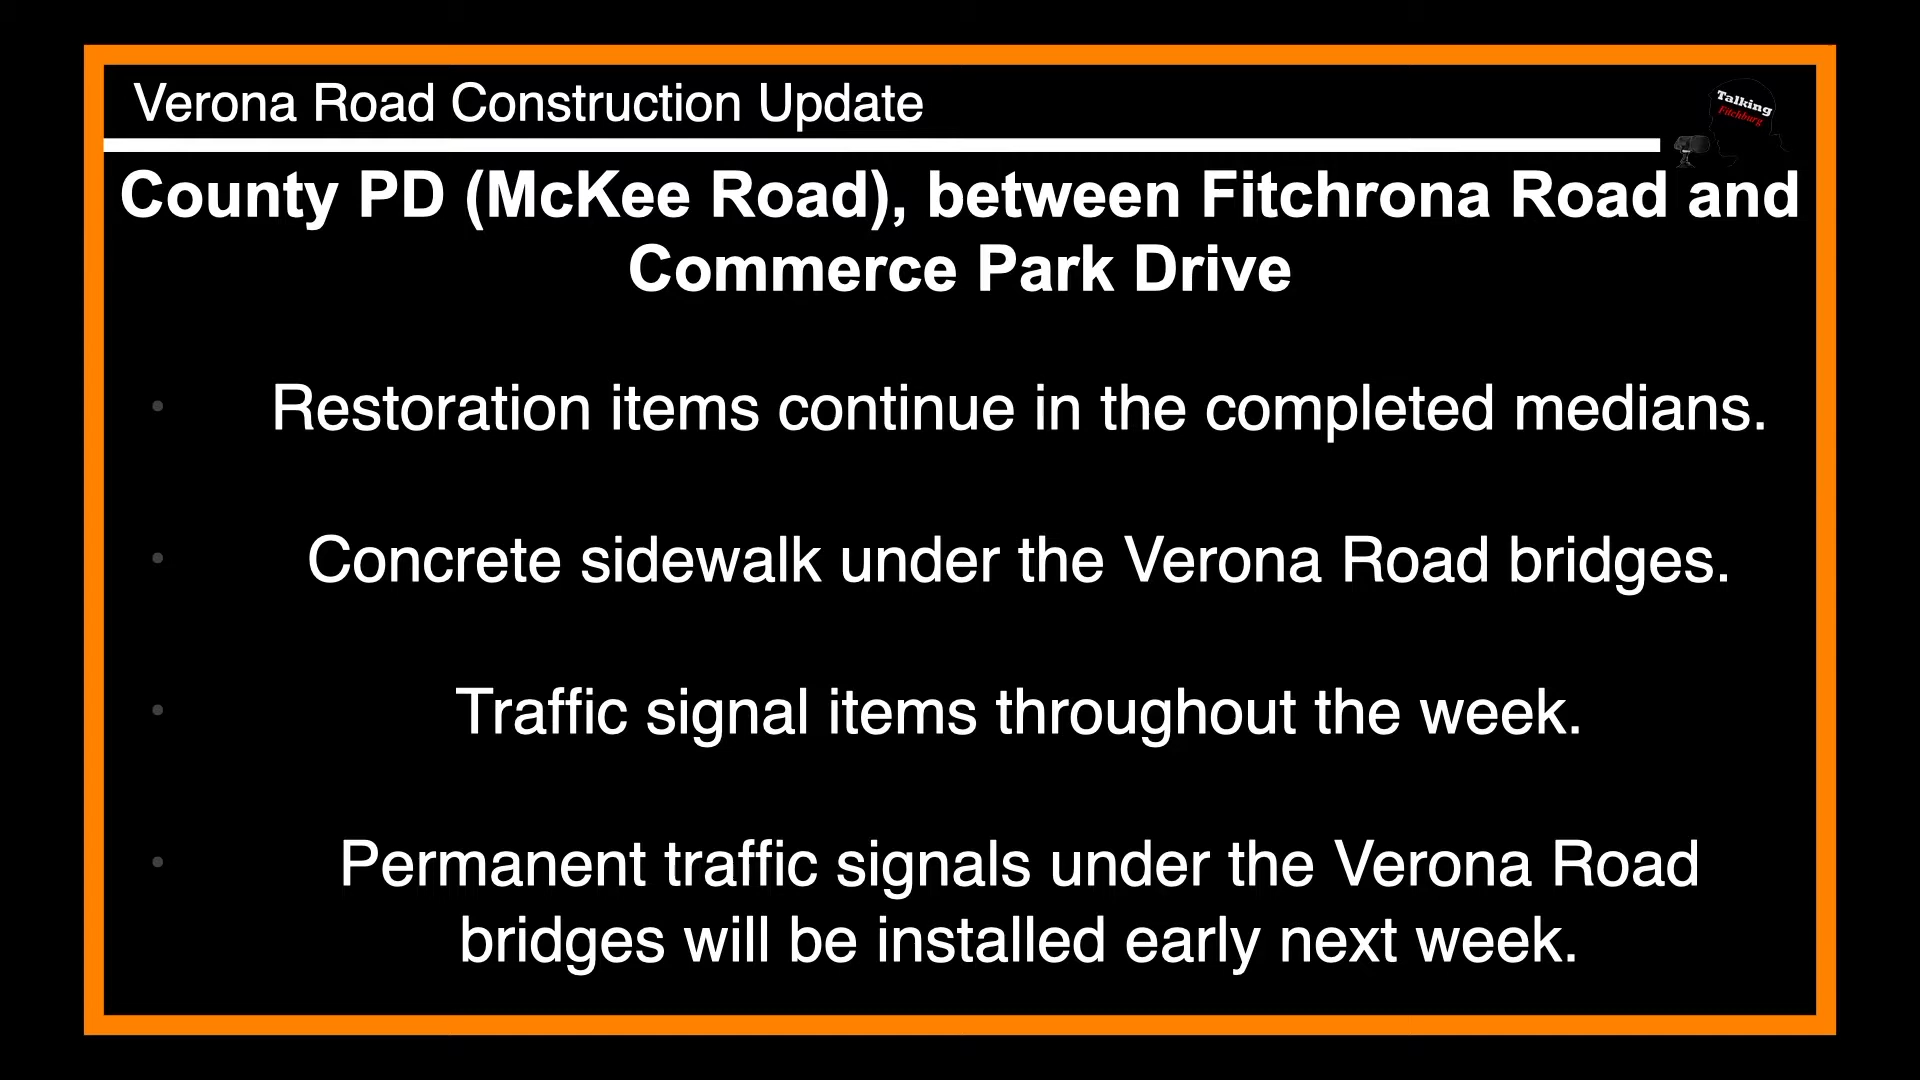 Verona Road Construction Update
Talking
Fitchburg
County PD (McKee Road), between Fitchrona Road and
Commerce Park Drive
• Restoration items continue in the completed medians.
• Concrete sidewalk under the Verona Road bridges.
• Traffic signal items throughout the week.
• Permanent traffic signals under the Verona Road
bridges will be installed early next week.